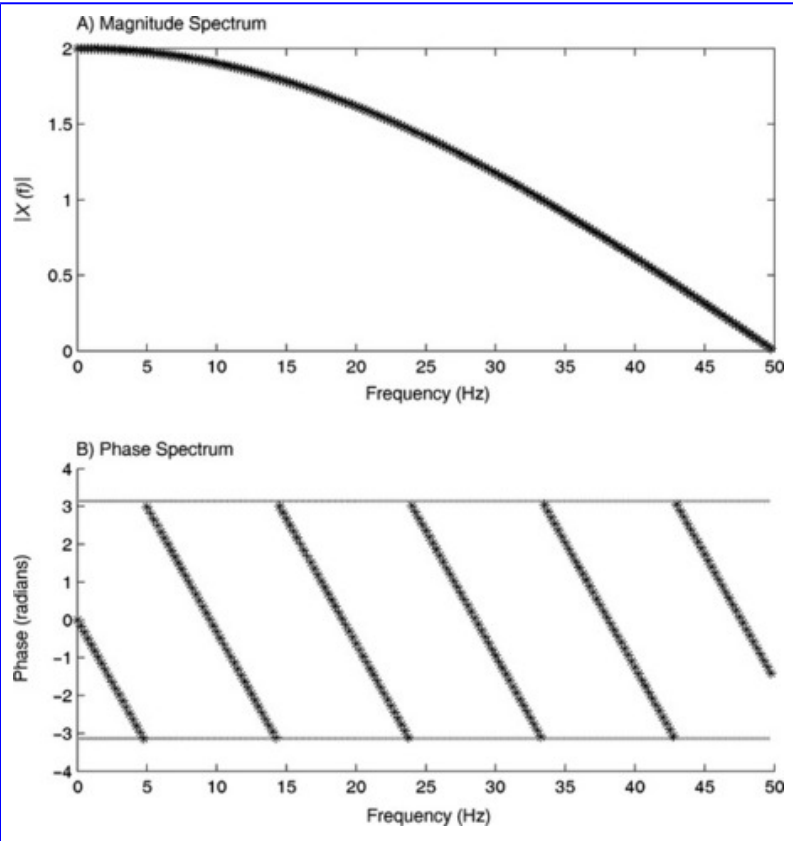 A) Magnitude Spectrum
2
1.5
1
0.5
0
|X (f)|
0 5 10 15 20 25 30 35 40 45 50
Frequency (Hz)
B) Phase Spectrum
4
3
2
1
0
−1
−2
−3
−4
Phase (radians)
0 5 10 15 20 25 30 35 40 45 50
Frequency (Hz)